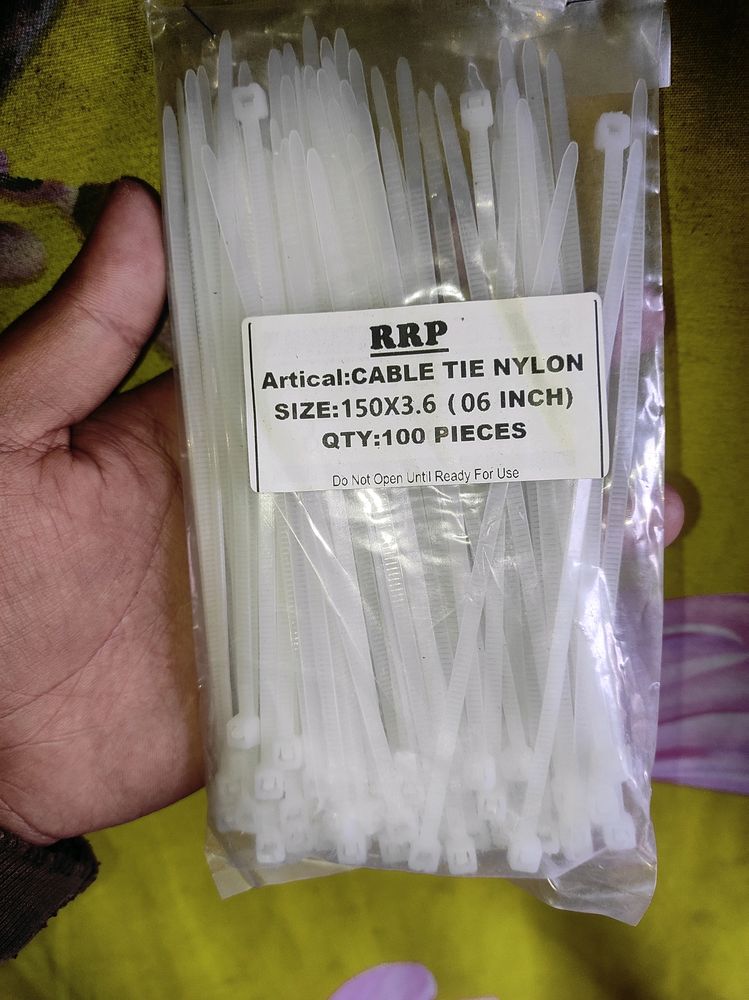 RRP
Artical:CABLE TIE NYLON
SIZE:150X3.6 (06 INCH)
QTY:100 PIECES
Do Not Open Until Ready For Use